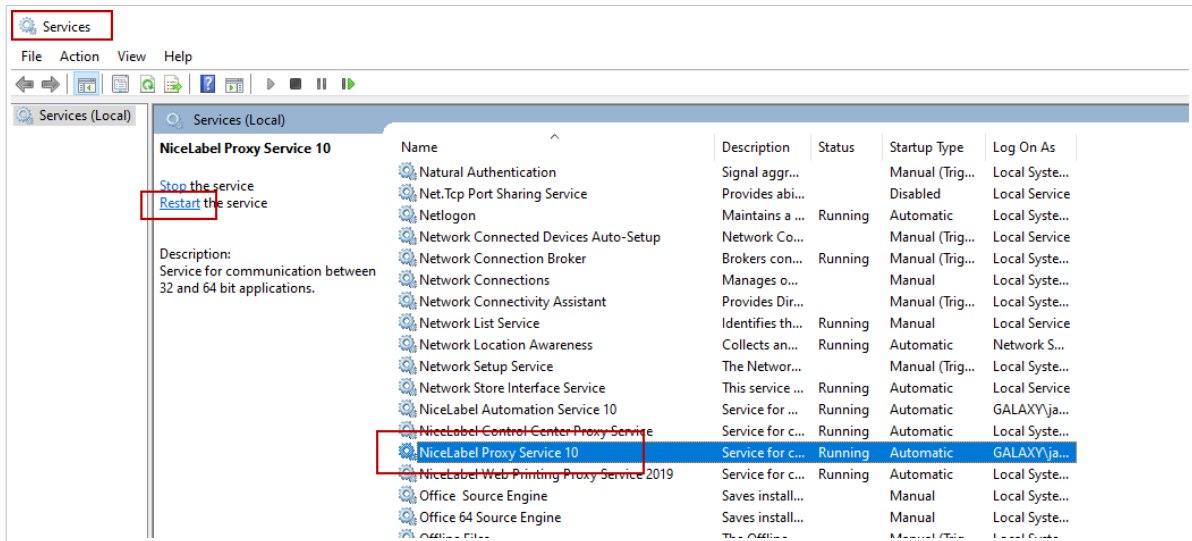 Services
File Action View Help
Services (Local)
Services (Local)
NiceLabel Proxy Service 10
Stop the service
Restart the service
Description:
Service for communication between
32 and 64 bit applications.
Name Description Status Startup Type Log On As
Natural Authentication Signal aggr... Manual (Trig... Local Syste...
Net.Tcp Port Sharing Service Provides abi... Disabled Local Service
Netlogon Maintains a ... Running Automatic Local Syste...
Network Connected Devices Auto-Setup Network Co... Manual (Trig... Local Service
Network Connection Broker Brokers con... Running Manual (Trig... Local Syste...
Network Connections Manages o... Manual Local Syste...
Network Connectivity Assistant Provides Dir... Manual (Trig... Local Syste...
Network List Service Identifies th... Running Manual Local Service
Network Location Awareness Collects an... Running Automatic Network S...
Network Setup Service The Networ... Manual (Trig... Local Syste...
Network Store Interface Service This service ... Running Automatic Local Service
NiceLabel Automation Service 10 Service for ... Running Automatic GALAXY\ja...
NiceLabel Control Center Proxy Service Service for c... Running Automatic Local Syste...
NiceLabel Proxy Service 10 Service for c... Running Automatic GALAXY\ja...
NiceLabel Web Printing Proxy Service 2019 Service for c... Running Automatic Local Syste...
Office Source Engine Saves install... Manual Local Syste...
Office 64 Source Engine Saves install... Manual Local Syste...
Offline Files The Offline... Manual (Trig... Local Syste...